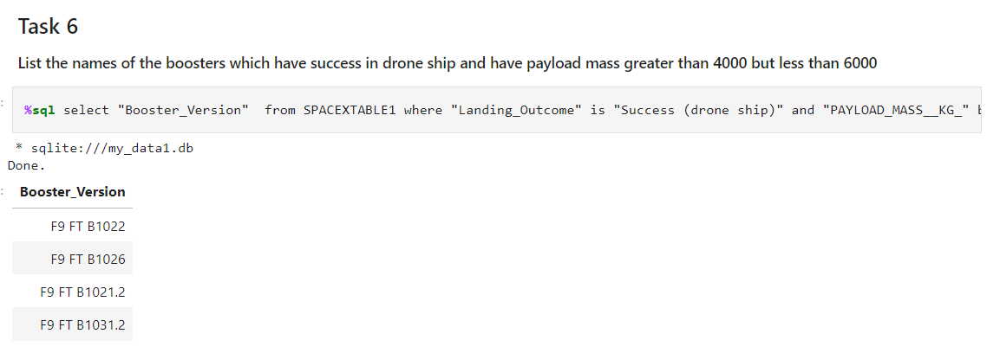 Task 6
List the names of the boosters which have success in drone ship and have payload mass greater than 4000 but less than 6000
%sql select "Booster_Version"  from SPACEXTABLE1 where "Landing_Outcome" is "Success (drone ship)" and "PAYLOAD_MASS__KG_"
* sqlite:///my_data1.db
Done.
Booster_Version
F9 FT B1022
F9 FT B1026
F9 FT B1021.2
F9 FT B1031.2